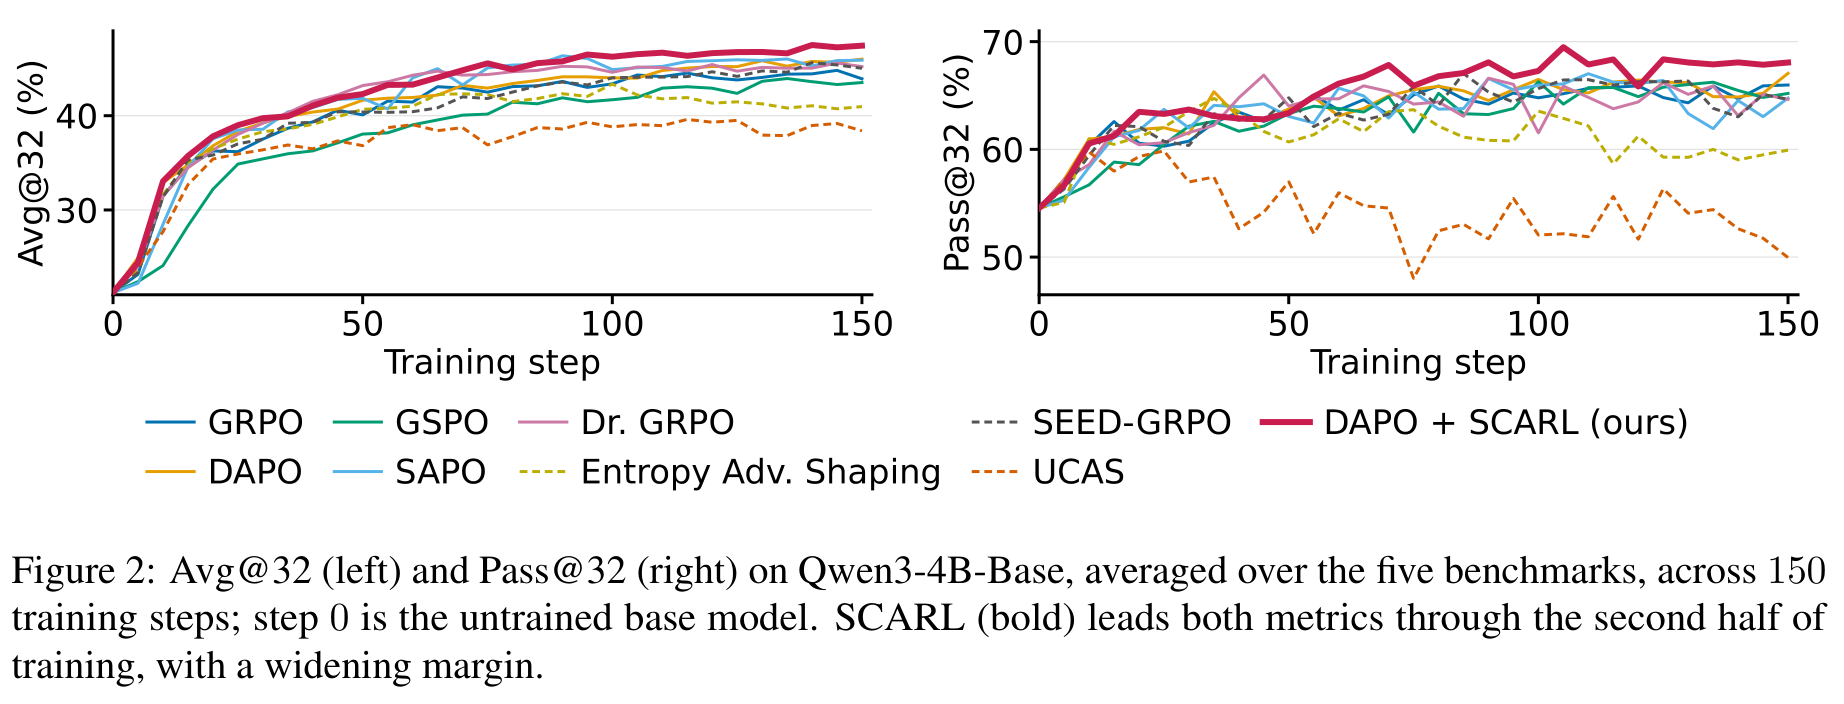 Avg@32 (%)
40
30
0
50
100
150
Training step
Pass@32 (%)
70
60
50
0
50
100
150
Training step
GRPO
GSPO
Dr. GRPO
SEED-GRPO
DAPO + SCARL (ours)
DAPO
SAPO
Entropy Adv. Shaping
UCAS
Figure 2: Avg@32 (left) and Pass@32 (right) on Qwen3-4B-Base, averaged over the five benchmarks, across 150
training steps; step 0 is the untrained base model. SCARL (bold) leads both metrics through the second half of
training, with a widening margin.